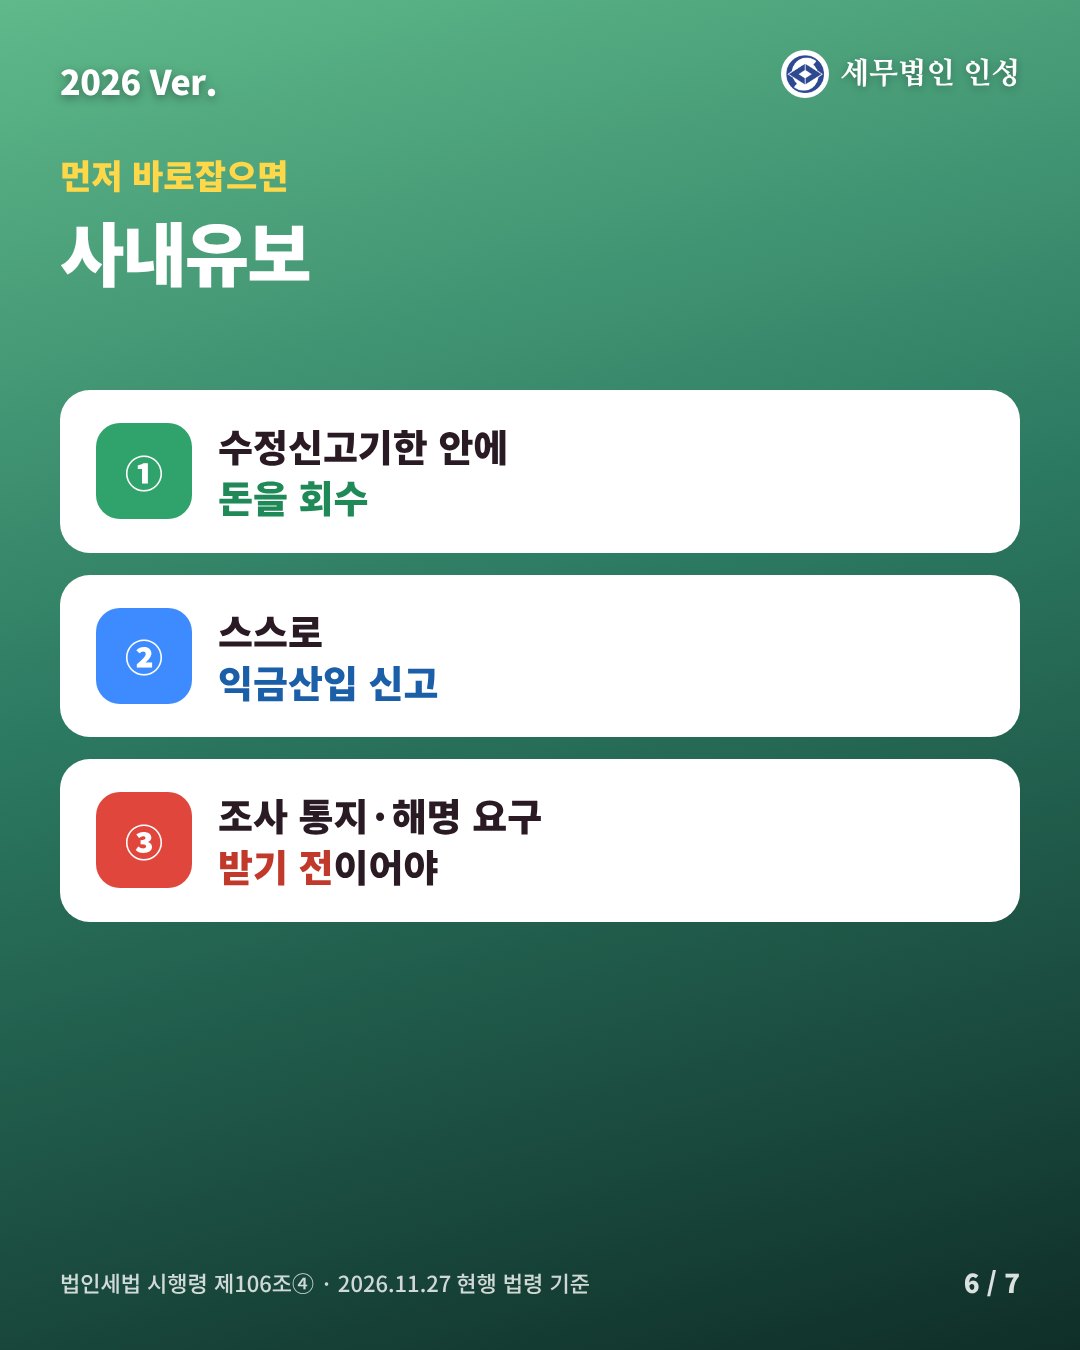 2026 Ver.
세무법인 인성
먼저 바로잡으면
사내유보
①
수정신고기한 안에
돈을 회수
②
스스로
익금산입 신고
③
조사 통지·해명 요구
받기 전이어야
법인세법 시행령 제106조④ · 2026.11.27 현행 법령 기준
6 / 7